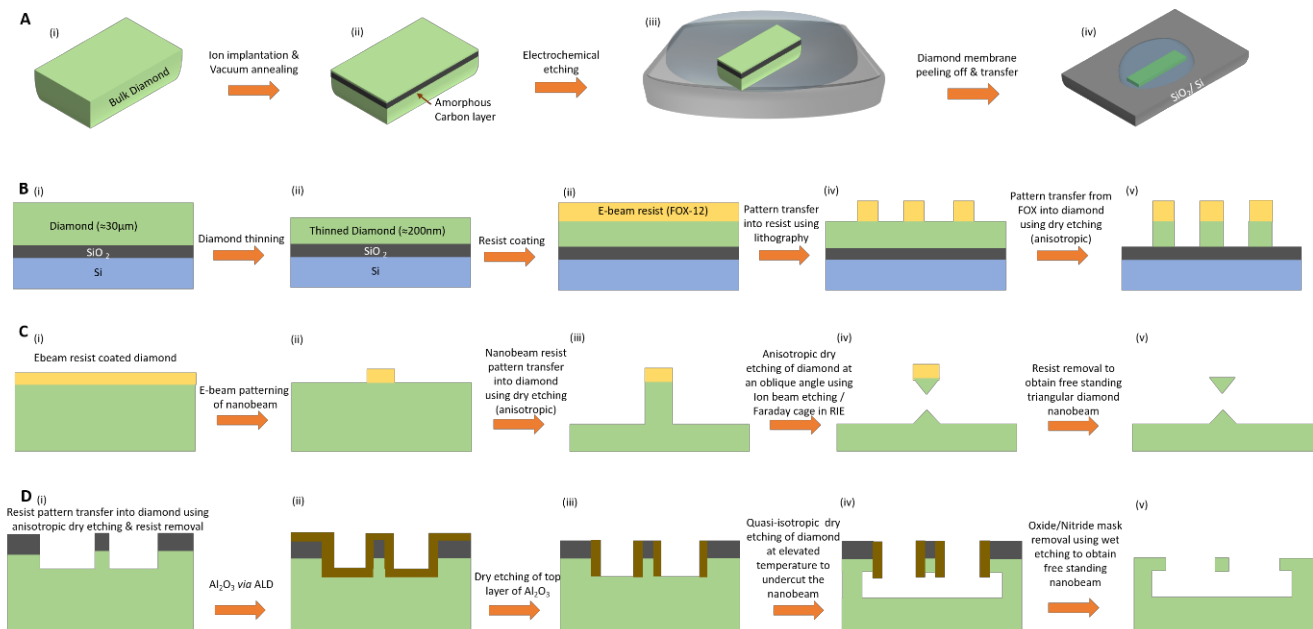 A
(i)
Bulk Diamond
Ion implantation &
Vacuum annealing
(ii)
Amorphous
Carbon layer
Electrochemical
etching
(iii)
Diamond membrane
peeling off & transfer
(iv)
SiO2/ Si
B
(i)
Diamond (≈30µm)
SiO2
Si
Diamond thinning
(ii)
Thinned Diamond (≈200nm)
SiO2
Si
Resist coating
(ii)
E-beam resist (FOX-12)
Pattern transfer
into resist using
lithography
(iv)
Pattern transfer from
FOX into diamond
using dry etching
(anisotropic)
(v)
C
(i)
Ebeam resist coated diamond
E-beam patterning
of nanobeam
(ii)
Nanobeam resist
pattern transfer
into diamond
using dry etching
(anisotropic)
(iii)
Anisotropic dry
etching of diamond at
an oblique angle using
Ion beam etching /
Faraday cage in RIE
(iv)
Resist removal to
obtain free standing
triangular diamond
nanobeam
(v)
D
(i)
Resist pattern transfer into diamond using
anisotropic dry etching & resist removal
Al2O3 via ALD
(ii)
Dry etching of top
layer of Al2O3
(iii)
Quasi-isotropic dry
etching of diamond
at elevated
temperature to
undercut the
nanobeam
(iv)
Oxide/Nitride mask
removal using wet
etching to obtain
free standing
nanobeam
(v)